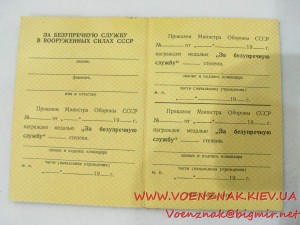 ЗА БЕЗУПРЕЧНУЮ СЛУЖБУ
В ВООРУЖЕННЫХ СИЛАХ СССР
звание,
фамилия,
имя и отчество
Приказом Министра Обороны СССР
№ от „ “ 19 г.
награжден медалью „За безупречную
службу“ степени.
звание и подпись командира
части (начальника учреждения)
м. п. „ “ 19 г.
Приказом Министра Обороны СССР
№ от „ “ 19 г.
награжден медалью „За безупречную
службу“ степени.
звание и подпись командира
части (начальника учреждения)
м. п. „ “ 19 г.
Приказом Министра Обороны СССР
№ от „ “ 19 г.
награжден медалью „За безупречную
службу“ степени.
звание и подпись командира
части (начальника учреждения)
м. п. „ “ 19 г.
WWW.VOENZNAK.KIEV.UA
Voenznak@bigmir.net